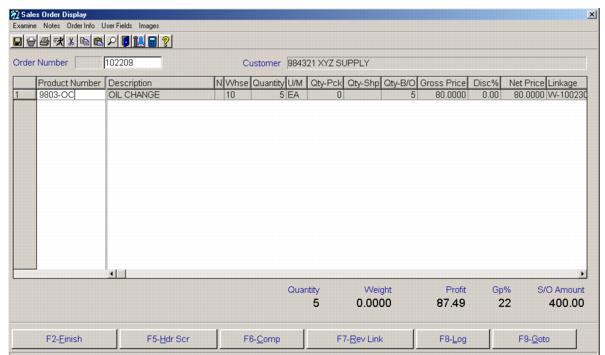 Sales Order Display
Examine Notes Order Info User Fields Images
Order Number 102209 Customer 984321 XYZ SUPPLY
Product Number Description N Whse Quantity U/M Qty-Pck Qty-Shp Qty-B/O Gross Price Disc% Net Price Linkage
1 9803-OC OIL CHANGE 10 5 EA 0 5 80.0000 0.00 80.0000 W-100230
Quantity Weight Profit Gp% S/O Amount
5 0.0000 87.49 22 400.00
F2-Finish F5-Hdr Scr F6-Comp F7-Rev Link F8-Log F9-Goto